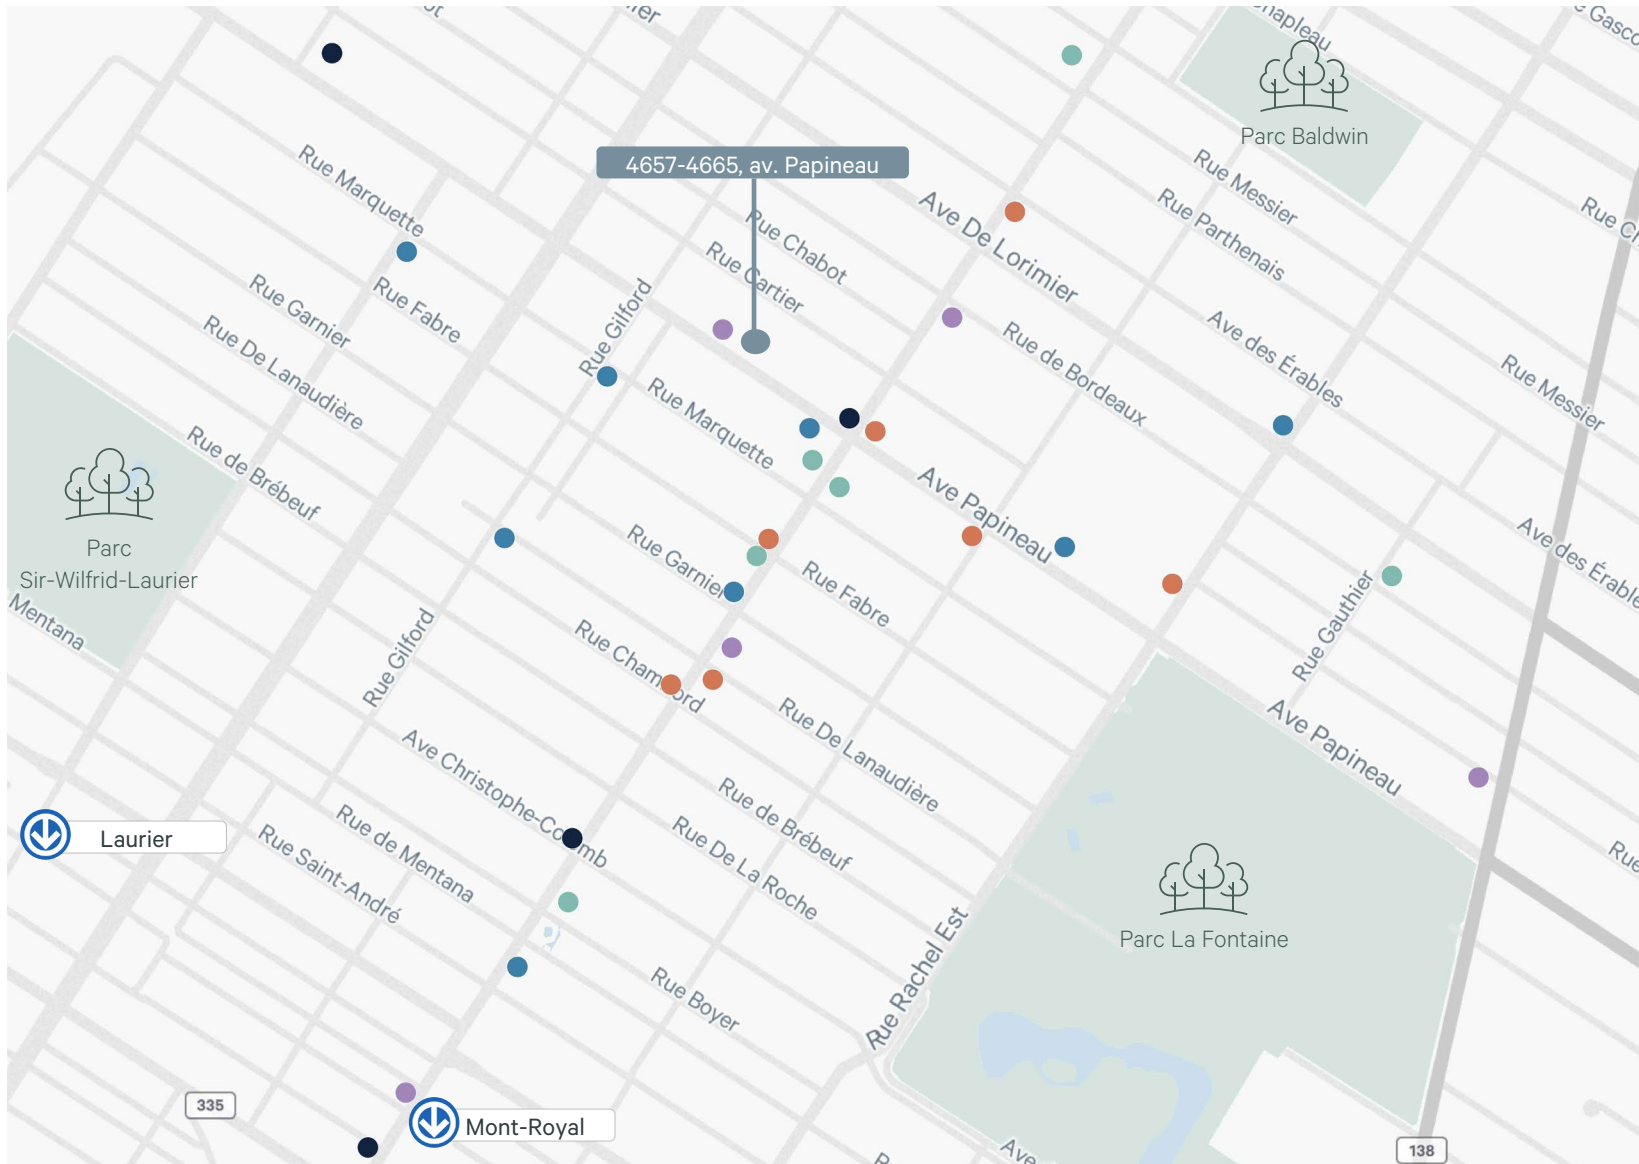 Parc Baldwin
4657-4665, av. Papineau
Rue Marquette
Rue Messier
Rue Parthenais
Ave De Lorimier
Rue Chabot
Rue Cartier
Rue Garnier
Rue Fabre
Rue Gilford
Rue De Lanaudière
Ave des Érables
Rue de Bordeaux
Rue Messier
Rue Marquette
Rue de Brébeuf
Ave Papineau
Parc
Sir-Wilfrid-Laurier
Mentana
Rue Garnier
Rue Fabre
Rue Gauthier
Rue Gilford
Ave Papineau
Rue De Lanaudière
Ave Christophe-Co mb
Rue de Brébeuf
Rue De La Roche
Rue de Mentana
Rue Saint-André
Laurier
Parc La Fontaine
Rue Rachel Est
Rue Boyer
335
Mont-Royal
Ave
138